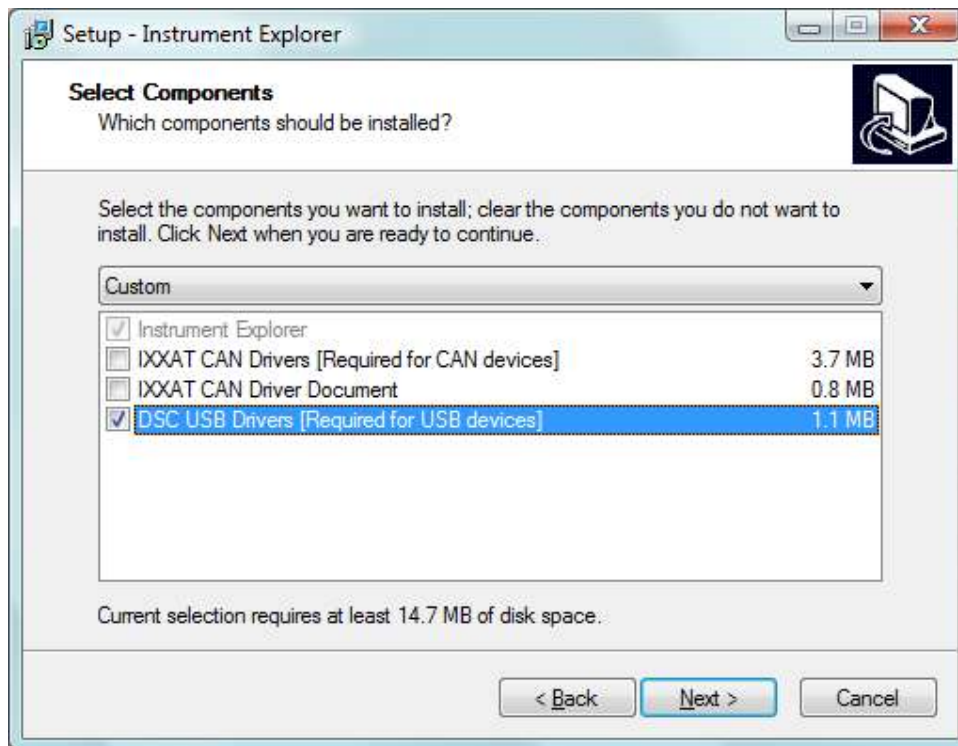 Setup - Instrument Explorer
Select Components
Which components should be installed?
Select the components you want to install; clear the components you do not want to
install. Click Next when you are ready to continue.
Custom
Instrument Explorer
IXXAT CAN Drivers [Required for CAN devices] 3.7 MB
IXXAT CAN Driver Document 0.8 MB
DSC USB Drivers [Required for USB devices] 1.1 MB
Current selection requires at least 14.7 MB of disk space.
< Back Next > Cancel